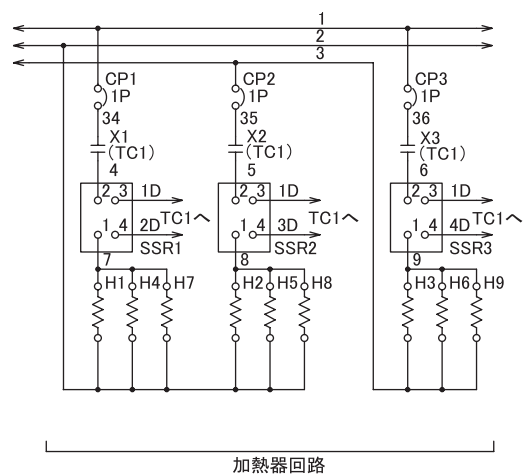 1
2
3
CP1 CP2 CP3
1P 1P 1P
34 35 36
X1 X2 X3
(TC1) (TC1) (TC1)
4 5 6
2 3 1D 2 3 1D 2 3 1D
TC1へ TC1へ TC1へ
1 4 2D 1 4 3D 1 4 4D
SSR1 SSR2 SSR3
7 8 9
H1 H4 H7 H2 H5 H8 H3 H6 H9
加熱器回路